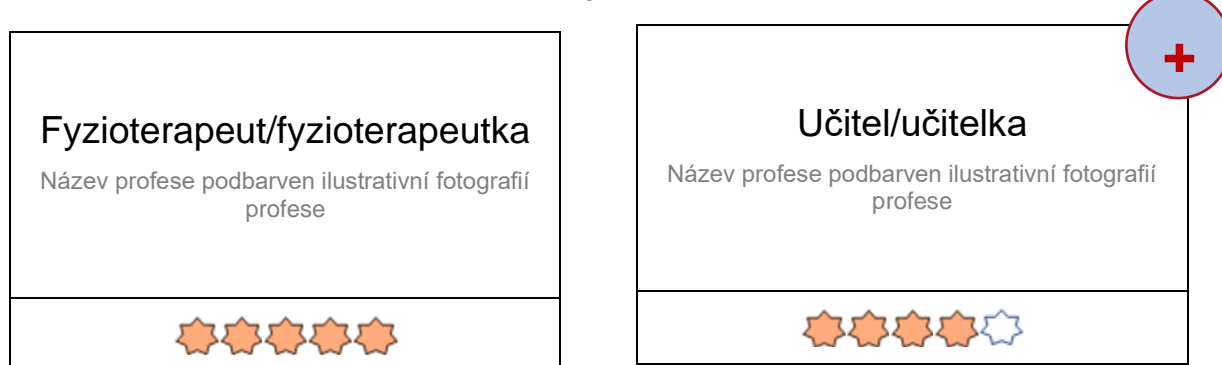 Fyzioterapeut/fyzioterapeutka
Název profese podbarven ilustrativní fotografií
profese
+
Učitel/učitelka
Název profese podbarven ilustrativní fotografií
profese